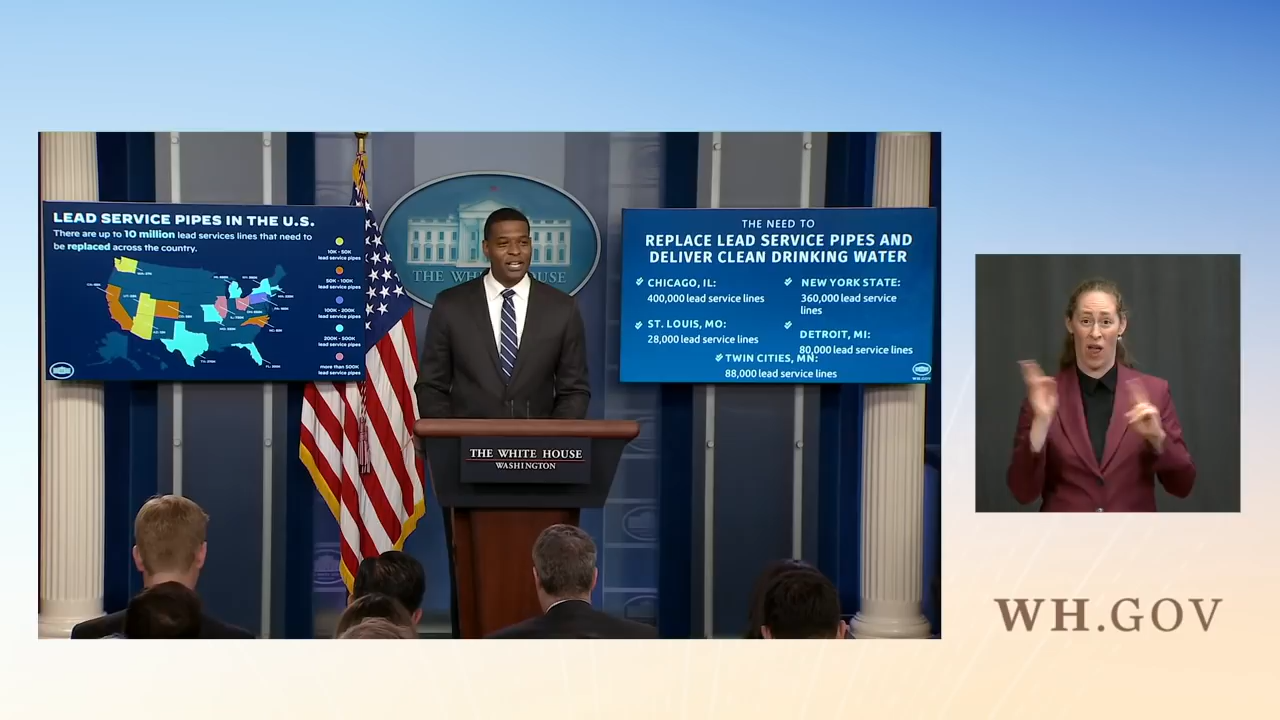 LEAD SERVICE PIPES IN THE U.S.
There are up to 10 million lead services lines that need to
be replaced across the country.
10K - 50K
lead service pipes
50K - 100K
lead service pipes
100K - 200K
lead service pipes
200K - 500K
lead service pipes
more than 500K
lead service pipes
THE WHITE HOUSE
WASHINGTON
THE NEED TO
REPLACE LEAD SERVICE PIPES AND
DELIVER CLEAN DRINKING WATER
CHICAGO, IL:
400,000 lead service lines
NEW YORK STATE:
360,000 lead service
lines
ST. LOUIS, MO:
28,000 lead service lines
DETROIT, MI:
80,000 lead service lines
TWIN CITIES, MN:
88,000 lead service lines
WH.GOV
WH.GOV